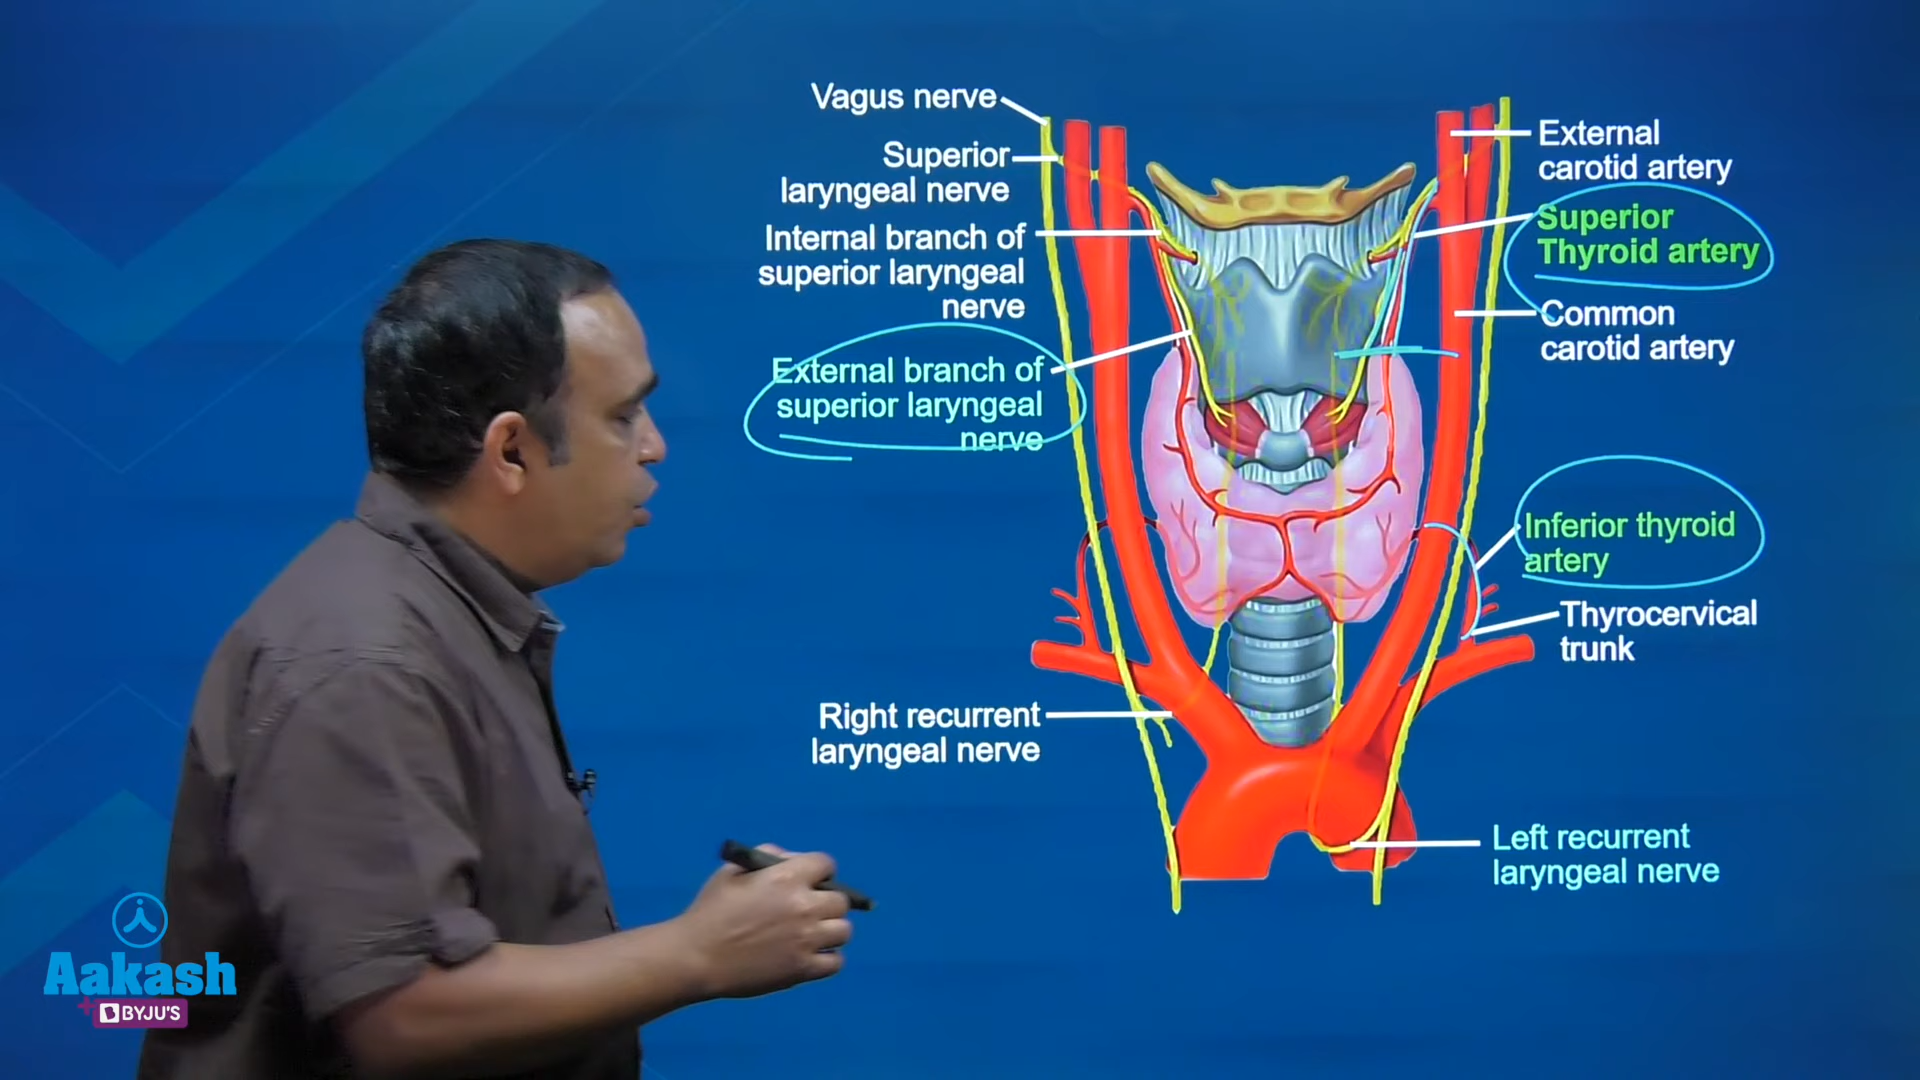 Vagus nerve
Superior
laryngeal nerve
Internal branch of
superior laryngeal
nerve
External branch of
superior laryngeal
nerve
Right recurrent
laryngeal nerve
External
carotid artery
Superior
Thyroid artery
Common
carotid artery
Inferior thyroid
artery
Thyrocervical
trunk
Left recurrent
laryngeal nerve
Aakash
+ BYJU'S